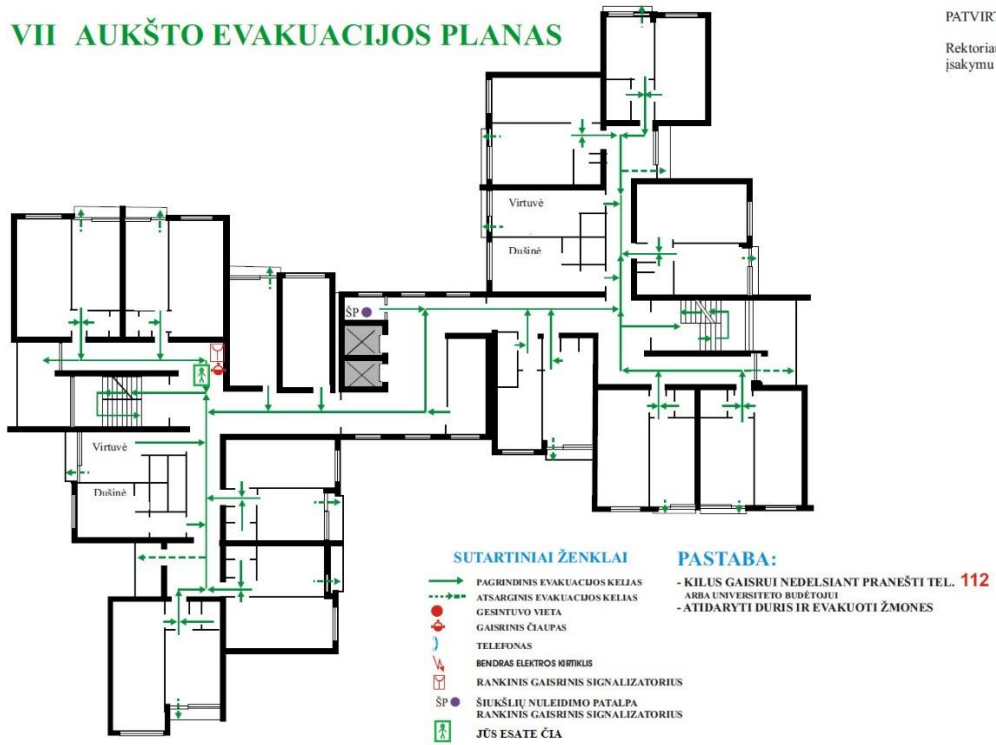 VII AUKŠTO EVAKUACIJOS PLANAS
Rektoriau
įsakymu
Virtuvė
Dušinė
ŠP
Virtuvė
Dušinė
SUTARTINIAI ŽENKLAI
PAGRINDINIS EVAKUACIJOS KELIAS
ATSARGINIS EVAKUACIJOS KELIAS
GESINTUVO VIETA
GAISRINIS ČIAUPAS
TELEFONAS
BENDRAS ELEKTROS KIRTIKLIS
RANKINIS GAISRINIS SIGNALIZATORIUS
ŠP ŠIUKŠLIŲ NULEIDIMO PATALPA
RANKINIS GAISRINIS SIGNALIZATORIUS
JŪS ESATE ČIA
PASTABA:
- KILUS GAISRUI NEDELSIANT PRANEŠTI TEL. 112
ARBA UNIVERSITETO BUDĖTOJUI
- ATIDARYTI DURIS IR EVAKUOTI ŽMONES